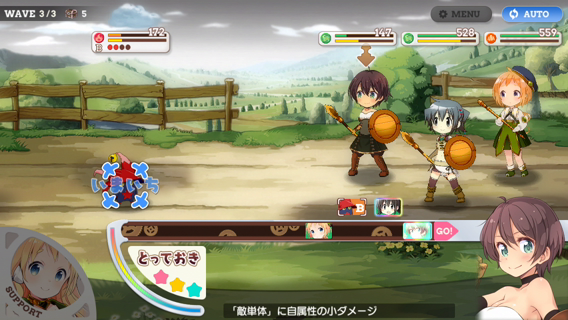 WAVE 3/3 5
MENU
AUTO
172
147
528
559
13
いまいち
B
GO!
とっておき
SUPPORT
「敵単体」に自属性の小ダメージ